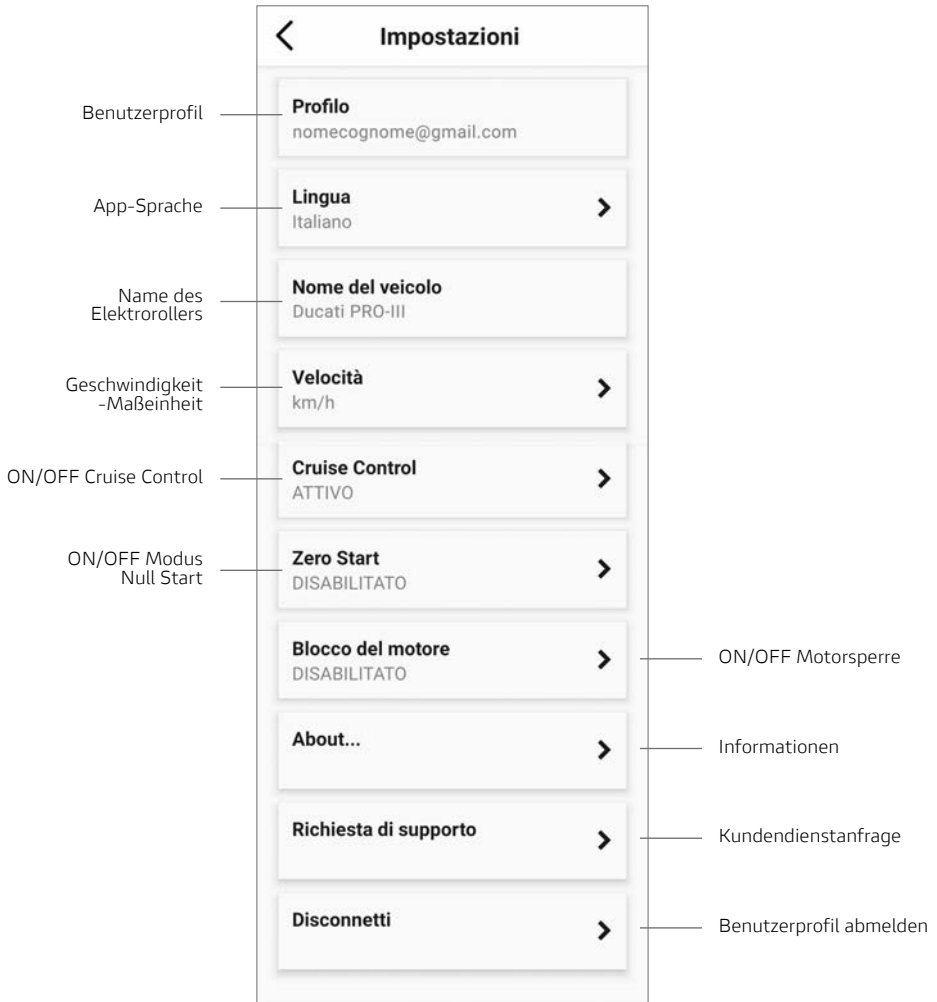 Impostazioni
Benutzerprofil
Profilo
nomecognome@gmail.com
App-Sprache
Lingua
Italiano
Name des
Elektrorollers
Nome del veicolo
Ducati PRO-III
Geschwindigkeit
-Maßeinheit
Velocità
km/h
ON/OFF Cruise Control
Cruise Control
ATTIVO
ON/OFF Modus
Null Start
Zero Start
DISABILITATO
Blocco del motore
DISABILITATO
ON/OFF Motorsperre
About...
Informationen
Richiesta di supporto
Kundendienstanfrage
Disconnetti
Benutzerprofil abmelden